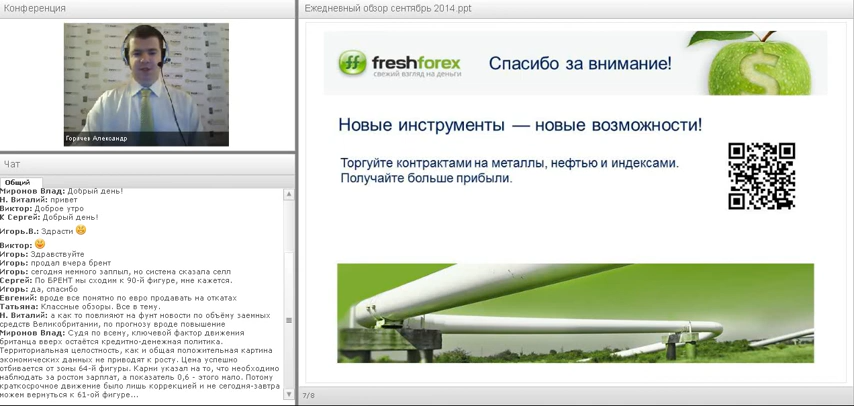 Конференция
Горячев Александр
Чат
Общий
Миронов Влад: Добрый день!
Н. Виталий: привет
Виктор: Доброе утро
К Сергей: Добрый день!
Игорь.В.: Здрасти
Виктор:
Игорь: Здравствуйте
Игорь: продал вчера брент
Игорь: сегодня немного заплыл, но система сказала селл
Сергей: По БРЕНТ мы сходим к 90-й фигуре, мне кажется.
Игорь: да, спасибо
Евгений: вроде все понятно по евро продавать на откатах
Татьяна: Классные обзоры. Все в тему.
Н. Виталий: а как то повлияют на фунт новости по объёму заемных
средств Великобритании, по прогнозу вроде повышение
Миронов Влад: Судя по всему, ключевой фактор движения
британца вверх остаётся кредитно-денежная политика.
Территориальная целостность, как и общая положительная картина
экономических данных не приводят к росту. Цена успешно
отбивается от зоны 64-й фигуры. Карни указал на то, что необходимо
наблюдать за ростом зарплат, а показатель 0,6 - этого мало. Потому
краткосрочное движение было лишь коррекцией и не сегодня-завтра
можем вернуться к 61-ой фигуре...
Ежедневный обзор сентябрь 2014.ppt
freshforex
свежий взгляд на деньги
Спасибо за внимание!
Новые инструменты — новые возможности!
Торгуйте контрактами на металлы, нефтью и индексами.
Получайте больше прибыли.
7/8